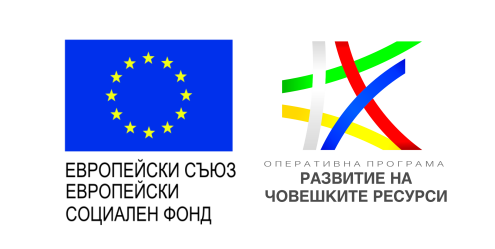 ЕВРОПЕЙСКИ СЪЮЗ
ЕВРОПЕЙСКИ
СОЦИАЛЕН ФОНД
ОПЕРАТИВНА ПРОГРАМА
РАЗВИТИЕ НА
ЧОВЕШКИТЕ РЕСУРСИ